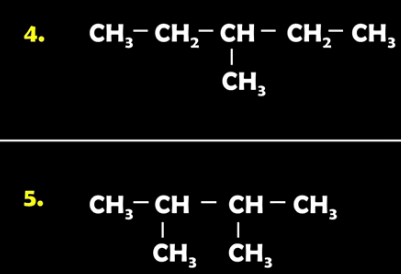 4. CH₃– CH₂– CH – CH₂– CH₃
|
CH₃
5. CH₃– CH – CH – CH₃
| |
CH₃ CH₃